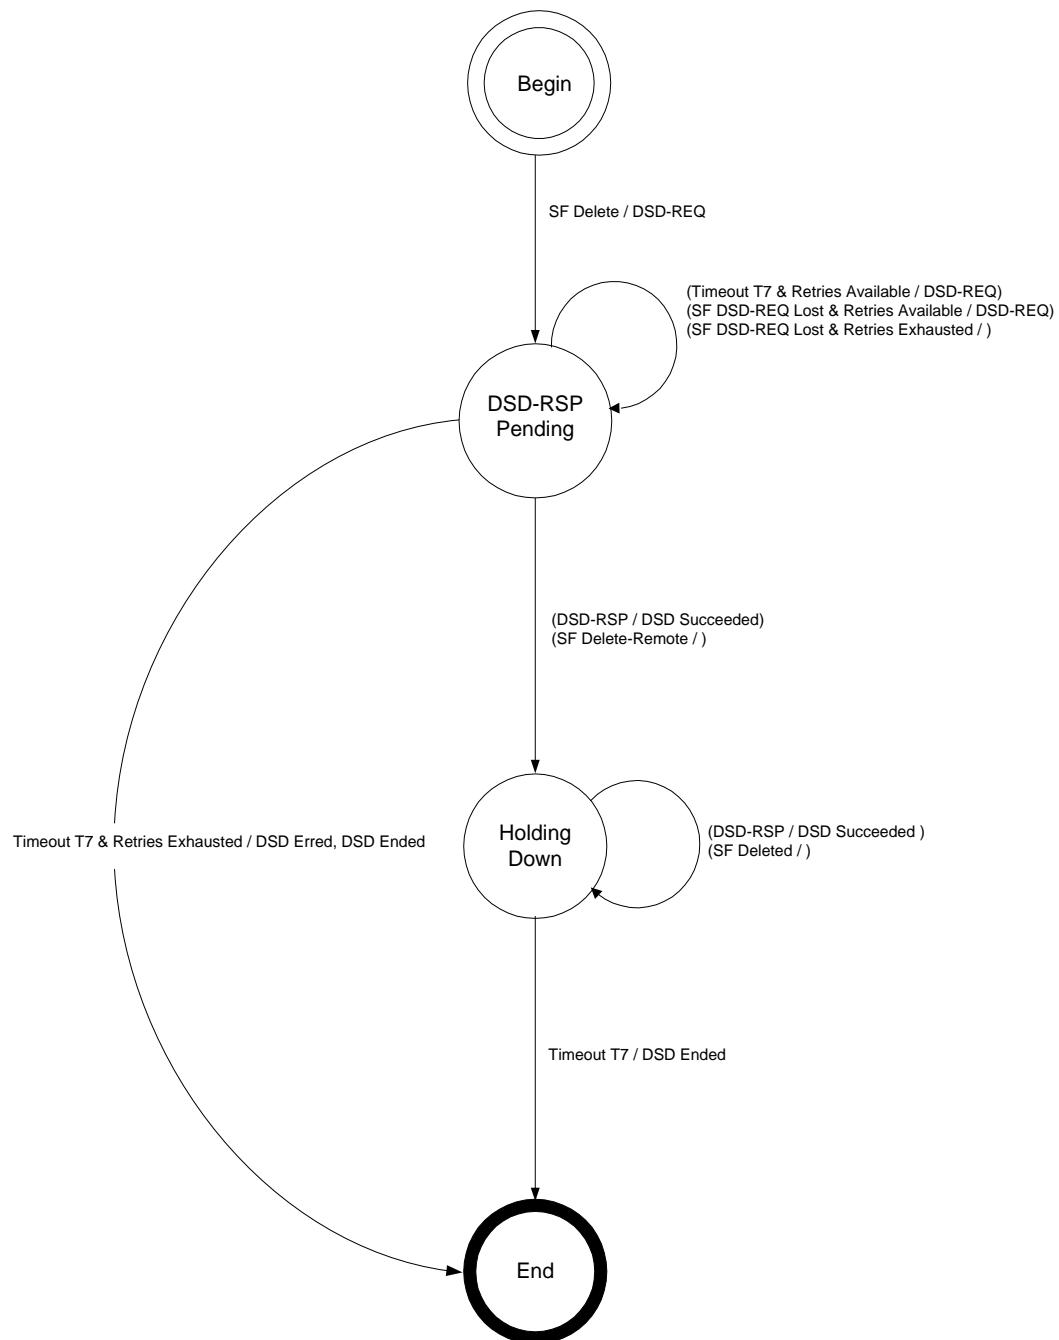 Begin
SF Delete / DSD-REQ
(Timeout T7 & Retries Available / DSD-REQ)
(SF DSD-REQ Lost & Retries Available / DSD-REQ)
(SF DSD-REQ Lost & Retries Exhausted / )
DSD-RSP
Pending
(DSD-RSP / DSD Succeeded)
(SF Delete-Remote / )
Timeout T7 & Retries Exhausted / DSD Erred, DSD Ended
Holding
Down
(DSD-RSP / DSD Succeeded )
(SF Deleted / )
Timeout T7 / DSD Ended
End